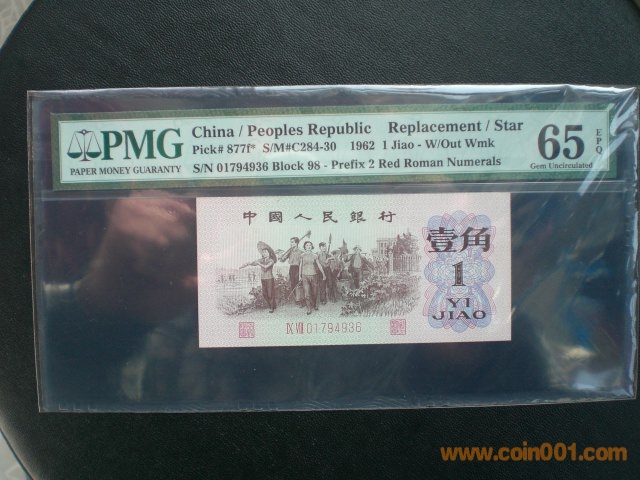 PMG
PAPER MONEY GUARANTY
China / Peoples Republic Replacement / Star
Pick# 877f* S/M#C284-30 1962 1 Jiao - W/Out Wmk
S/N 01794936 Block 98 - Prefix 2 Red Roman Numerals
65 EPQ
Gem Uncirculated
中國人民銀行
壹角
1
YI
JIAO
IX VIII 01794936
www.coin001.com